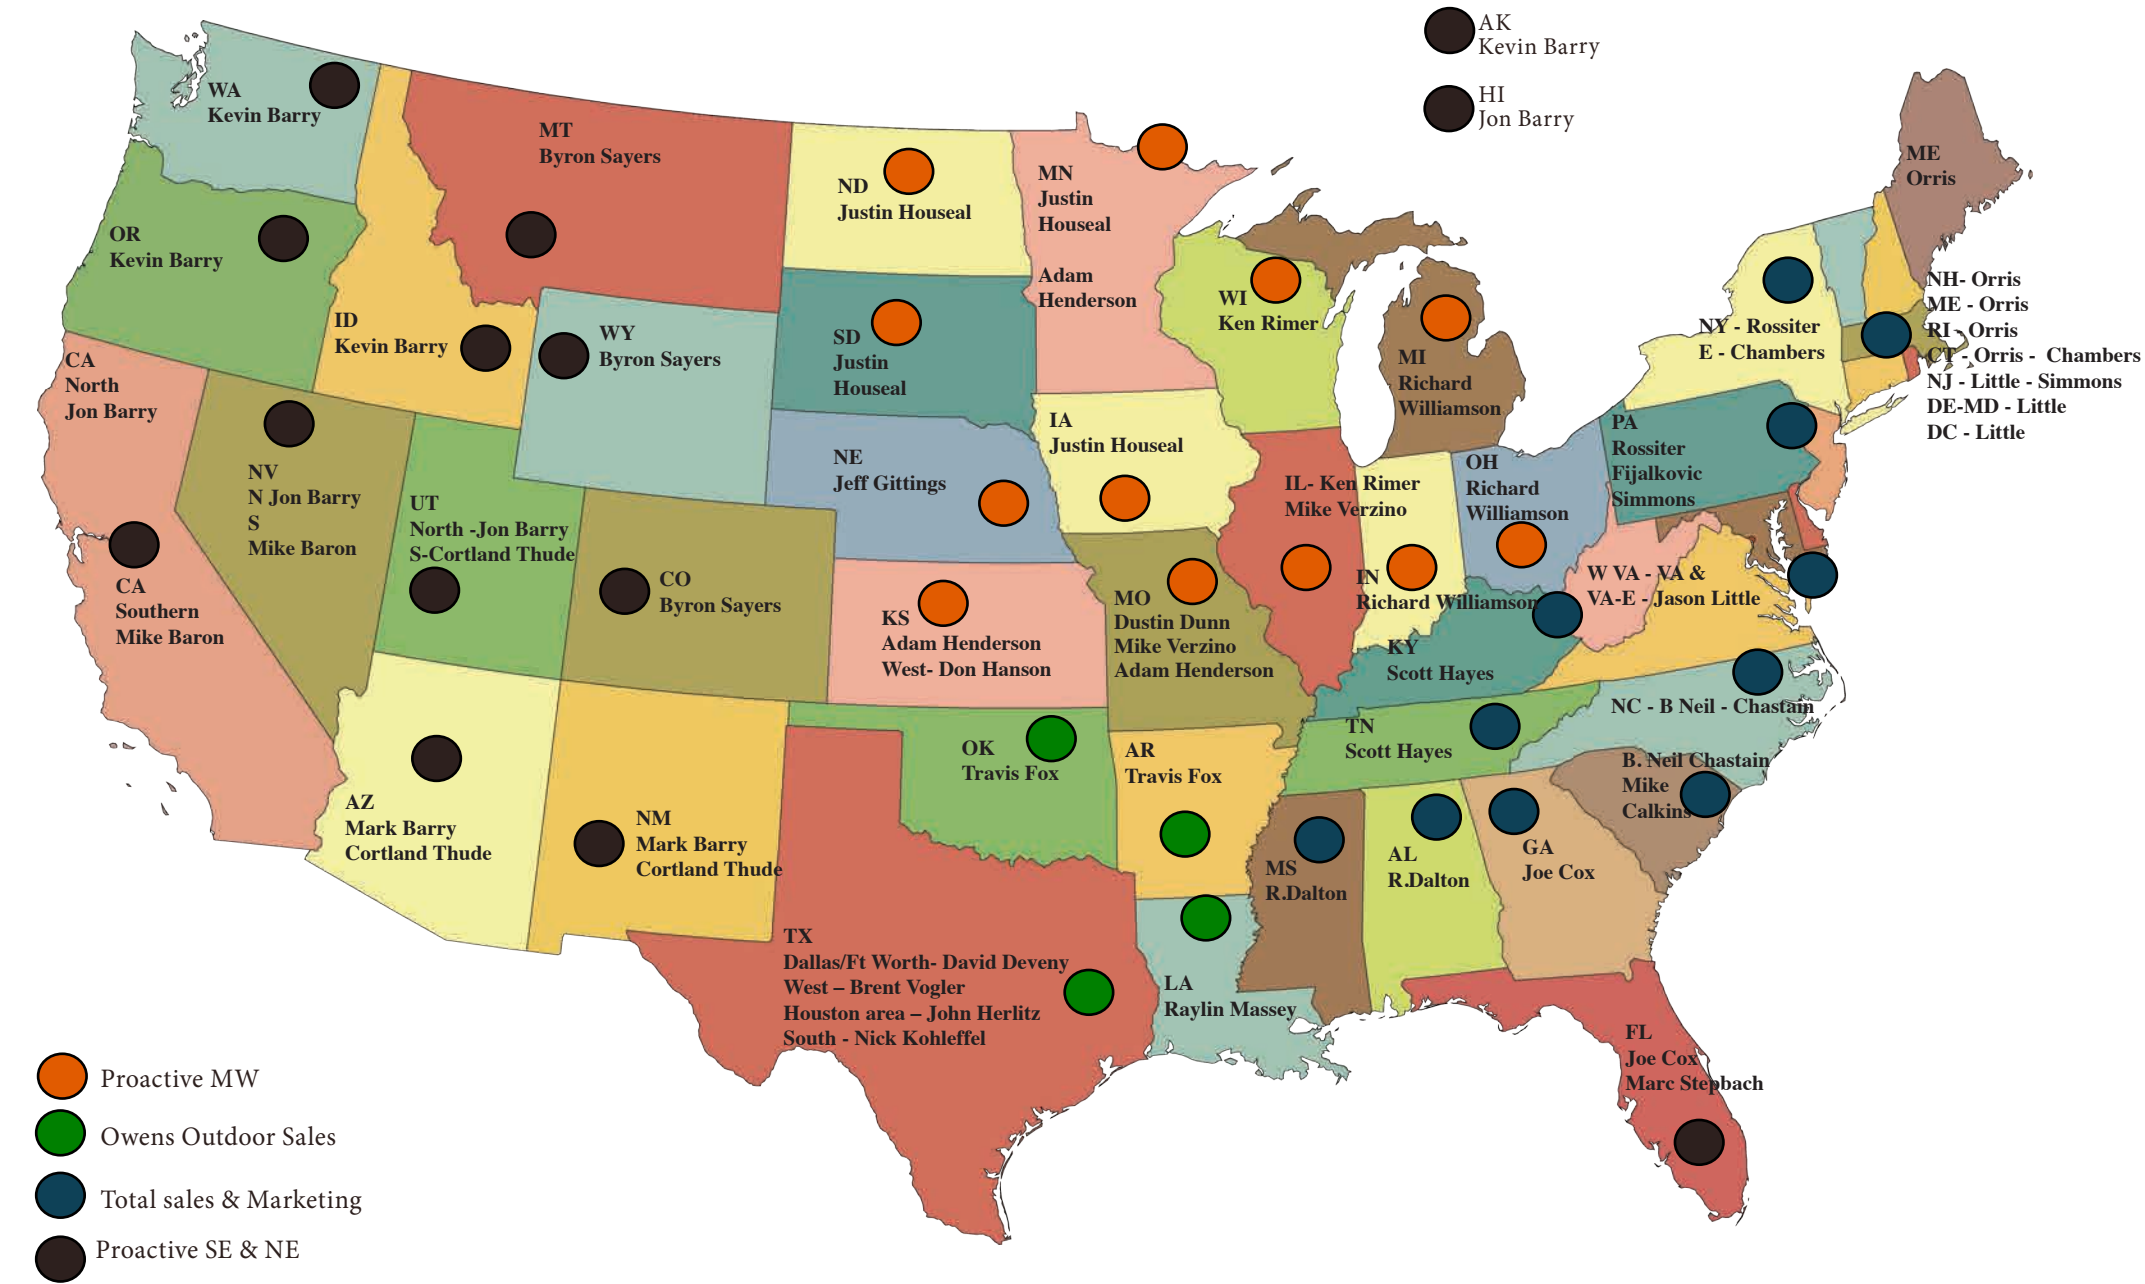 AK
Kevin Barry
HI
Jon Barry
WA
Kevin Barry
MT
Byron Sayers
ND
Justin Houseal
MN
Justin
Houseal
Adam
Henderson
ME
Orris
OR
Kevin Barry
ID
Kevin Barry
WY
Byron Sayers
SD
Justin
Houseal
WI
Ken Rimer
MI
Richard
Williamson
NY - Rossiter
E - Chambers
NH- Orris
ME - Orris
RI - Orris
CT - Orris - Chambers
NJ - Little - Simmons
DE-MD - Little
DC - Little
CA
North
Jon Barry
NV
N Jon Barry
S
Mike Baron
UT
North -Jon Barry
S-Cortland Thude
CO
Byron Sayers
NE
Jeff Gittings
IA
Justin Houseal
IL- Ken Rimer
Mike Verzino
IN
Richard Williamson
OH
Richard
Williamson
PA
Rossiter
Fijalkovic
Simmons
CA
Southern
Mike Baron
KS
Adam Henderson
West- Don Hanson
MO
Dustin Dunn
Mike Verzino
Adam Henderson
KY
Scott Hayes
W VA - VA &
VA-E - Jason Little
NC - B Neil - Chastain
TN
Scott Hayes
B. Neil Chastain
Mike
Calkins
AZ
Mark Barry
Cortland Thude
NM
Mark Barry
Cortland Thude
OK
Travis Fox
AR
Travis Fox
MS
R.Dalton
AL
R.Dalton
GA
Joe Cox
TX
Dallas/Ft Worth- David Deveny
West – Brent Vogler
Houston area – John Herlitz
South - Nick Kohleffel
LA
Raylin Massey
FL
Joe Cox
Marc Stepbach
Proactive MW
Owens Outdoor Sales
Total sales & Marketing
Proactive SE & NE